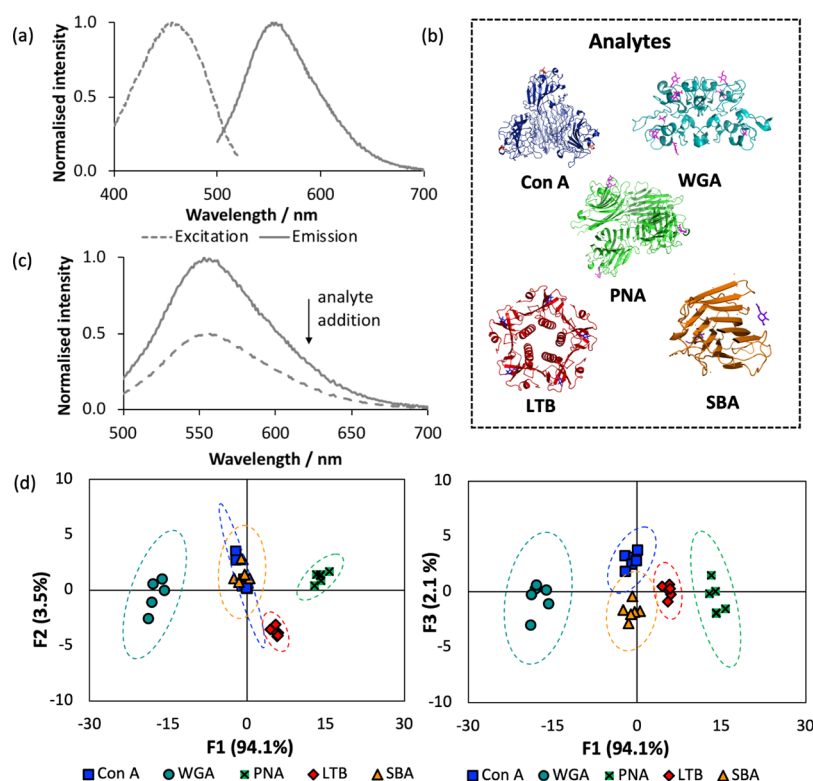 (a)
Normalised intensity
1.0
0.5
0.0
400
500
600
700
Wavelength / nm
Excitation
Emission
(b)
Analytes
Con A
WGA
PNA
LTB
SBA
(c)
Normalised intensity
1.0
0.5
0.0
analyte
addition
500
550
600
650
700
Wavelength / nm
(d)
F2 (3.5%)
10
5
0
-5
-10
-30
-15
0
15
30
F1 (94.1%)
Con A
WGA
PNA
LTB
SBA
F3 (2.1 %)
10
5
0
-5
-10
-30
-15
0
15
30
F1 (94.1%)
Con A
WGA
PNA
LTB
SBA